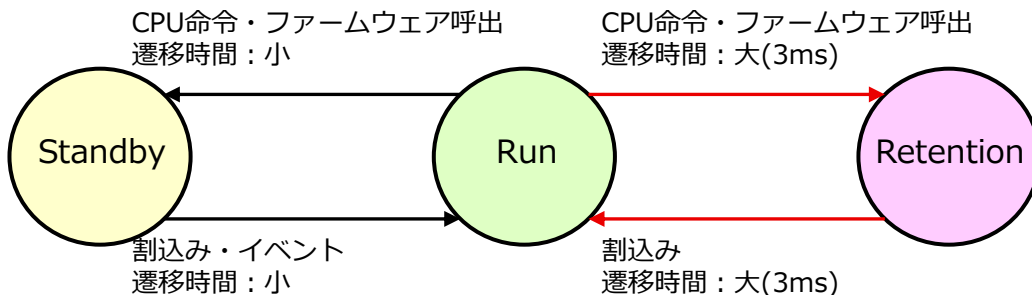 CPU命令・ファームウェア呼出
遷移時間：小
CPU命令・ファームウェア呼出
遷移時間：大(3ms)
Standby
Run
Retention
割込み・イベント
遷移時間：小
割込み
遷移時間：大(3ms)